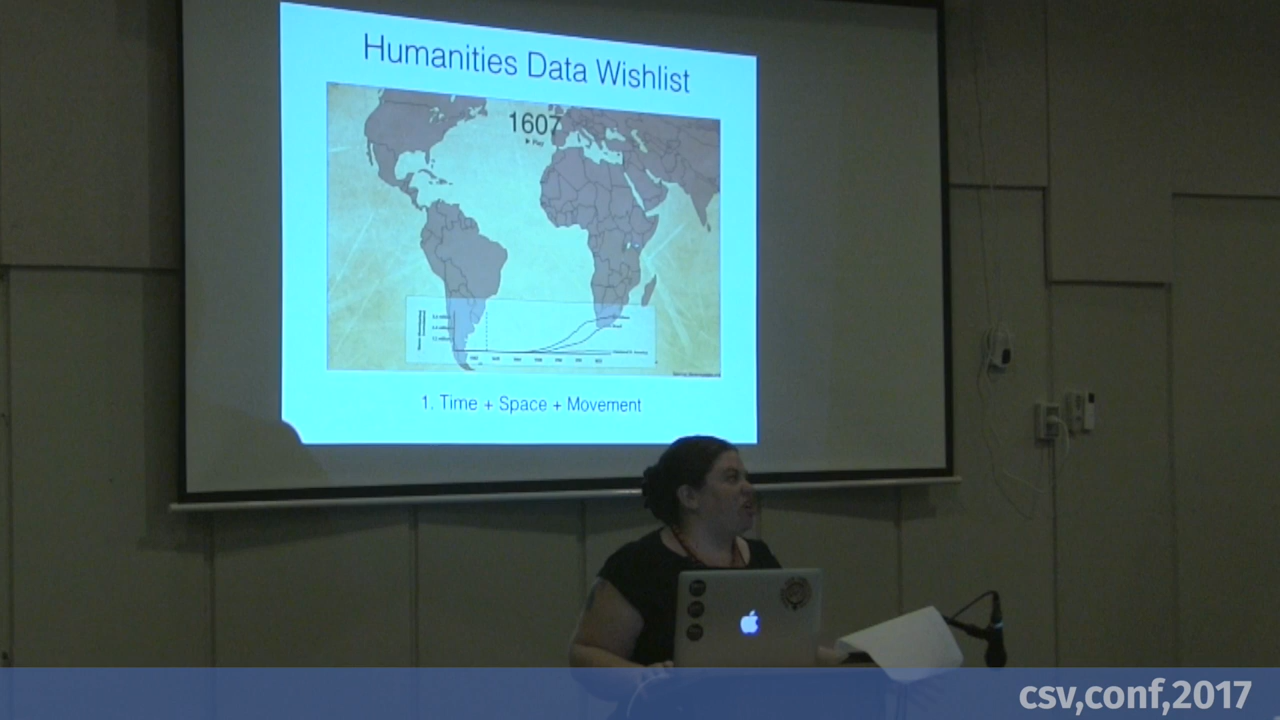 Humanities Data Wishlist
1607
Play
1. Time + Space + Movement
csv,conf,2017